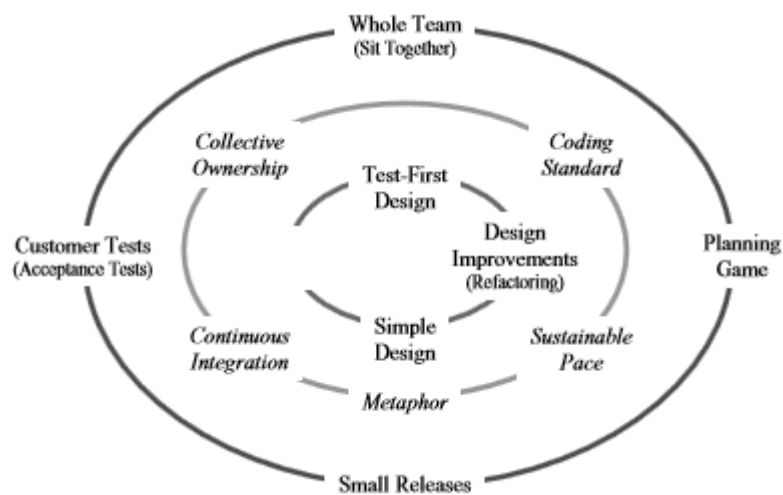 Whole Team
(Sit Together)
Collective
Ownership
Coding
Standard
Test-First
Design
Customer Tests
(Acceptance Tests)
Design
Improvements
(Refactoring)
Planning
Game
Continuous
Integration
Simple
Design
Sustainable
Pace
Metaphor
Small Releases